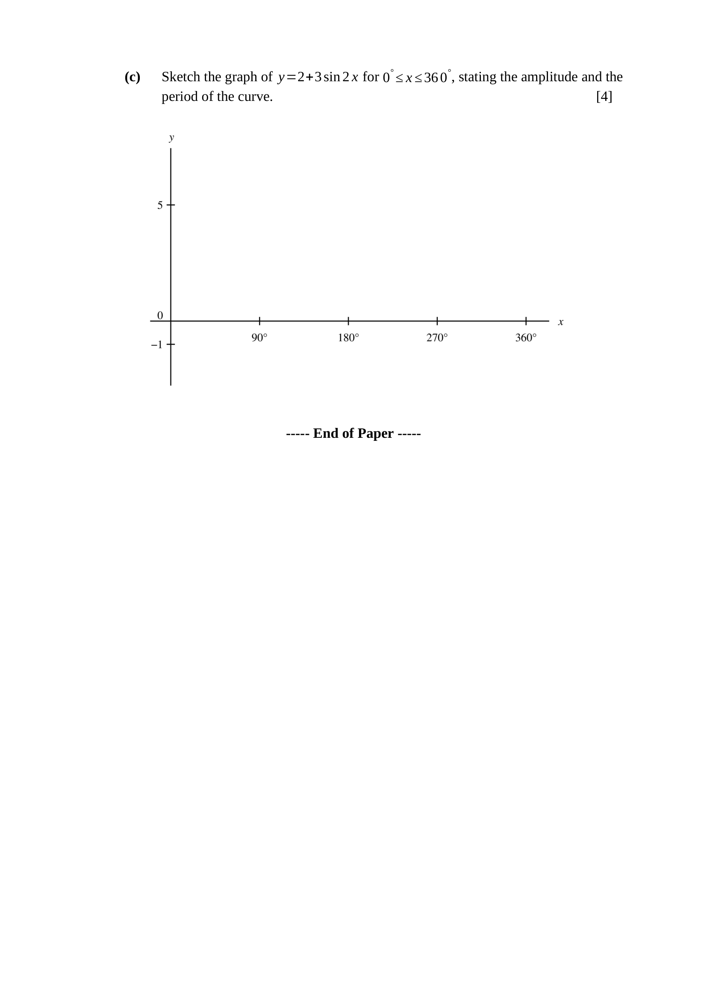 (c) Sketch the graph of y=2+3 sin 2x for 0°≤x≤360°, stating the amplitude and the
period of the curve. [4]
y
5
0
x
90° 180° 270° 360°
−1
----- End of Paper -----